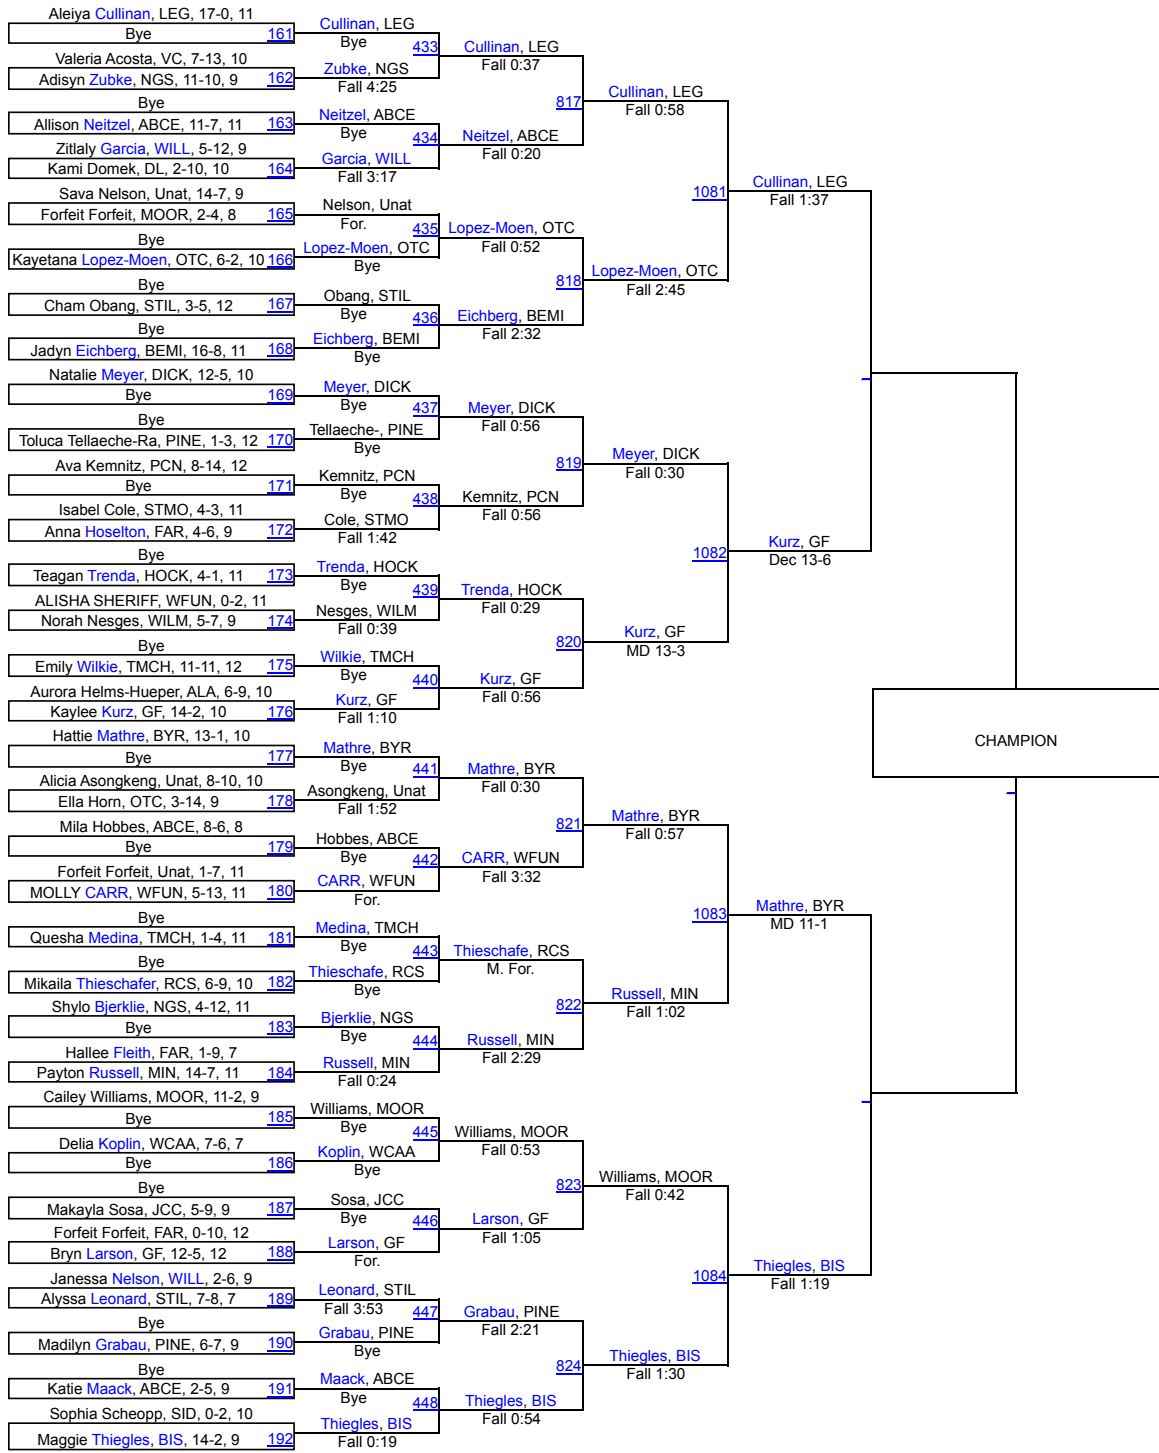 Aleiya Cullinan, LEG, 17-0, 11
Bye 161
Valeria Acosta, VC, 7-13, 10
Adisyn Zubke, NGS, 11-10, 9 162
Bye
Allison Neitzel, ABCE, 11-7, 11 163
Zitlaly Garcia, WILL, 5-12, 9
Kami Domek, DL, 2-10, 10 164
Sava Nelson, Unat, 14-7, 9
Forfeit Forfeit, MOOR, 2-4, 8 165
Bye
Kayetana Lopez-Moen, OTC, 6-2, 10 166
Bye
Cham Obang, STIL, 3-5, 12 167
Bye
Jadyn Eichberg, BEMI, 16-8, 11 168
Natalie Meyer, DICK, 12-5, 10
Bye 169
Bye
Toluca Tellaeche-Ra, PINE, 1-3, 12 170
Ava Kemnitz, PCN, 8-14, 12
Bye 171
Isabel Cole, STMO, 4-3, 11
Anna Hoselton, FAR, 4-6, 9 172
Bye
Teagan Trenda, HOCK, 4-1, 11 173
ALISHA SHERIFF, WFUN, 0-2, 11
Norah Nesges, WILM, 5-7, 9 174
Bye
Emily Wilkie, TMCH, 11-11, 12 175
Aurora Helms-Hueper, ALA, 6-9, 10
Kaylee Kurz, GF, 14-2, 10 176
Hattie Mathre, BYR, 13-1, 10
Bye 177
Alicia Asongkeng, Unat, 8-10, 10
Ella Horn, OTC, 3-14, 9 178
Mila Hobbes, ABCE, 8-6, 8
Bye 179
Forfeit Forfeit, Unat, 1-7, 11
MOLLY CARR, WFUN, 5-13, 11 180
Bye
Quesha Medina, TMCH, 1-4, 11 181
Bye
Mikaila Thieschafer, RCS, 6-9, 10 182
Shylo Bjerklie, NGS, 4-12, 11
Bye 183
Hallee Fleith, FAR, 1-9, 7
Payton Russell, MIN, 14-7, 11 184
Cailey Williams, MOOR, 11-2, 9
Bye 185
Delia Koplin, WCAA, 7-6, 7
Bye 186
Bye
Makayla Sosa, JCC, 5-9, 9 187
Forfeit Forfeit, FAR, 0-10, 12
Bryn Larson, GF, 12-5, 12 188
Janessa Nelson, WILL, 2-6, 9
Alyssa Leonard, STIL, 7-8, 7 189
Bye
Madilyn Grabau, PINE, 6-7, 9 190
Bye
Katie Maack, ABCE, 2-5, 9 191
Sophia Scheopp, SID, 0-2, 10
Maggie Thiegles, BIS, 14-2, 9 192
Cullinan, LEG
Bye
433
Zubke, NGS
Fall 4:25
Neitzel, ABCE
Bye
434
Garcia, WILL
Fall 3:17
Nelson, Unat
For.
435
Lopez-Moen, OTC
Bye
Obang, STIL
Bye
436
Eichberg, BEMI
Bye
Meyer, DICK
Bye
437
Tellaeche-, PINE
Bye
Kemnitz, PCN
Bye
438
Cole, STMO
Fall 1:42
Trenda, HOCK
Bye
439
Nesges, WILM
Fall 0:39
Wilkie, TMCH
Bye
440
Kurz, GF
Fall 1:10
Mathre, BYR
Bye
441
Asongkeng, Unat
Fall 1:52
Hobbes, ABCE
Bye
442
CARR, WFUN
For.
Medina, TMCH
Bye
443
Thieschafe, RCS
Bye
Bjerklie, NGS
Bye
444
Russell, MIN
Fall 0:24
Williams, MOOR
Bye
445
Koplin, WCAA
Bye
Sosa, JCC
Bye
446
Larson, GF
For.
Leonard, STIL
Fall 3:53
447
Grabau, PINE
Bye
Maack, ABCE
Bye
448
Thiegles, BIS
Fall 0:19
Cullinan, LEG
Fall 0:37
817
Neitzel, ABCE
Fall 0:20
Lopez-Moen, OTC
Fall 0:52
818
Eichberg, BEMI
Fall 2:32
Meyer, DICK
Fall 0:56
819
Kemnitz, PCN
Fall 0:56
Trenda, HOCK
Fall 0:29
820
Kurz, GF
Fall 0:56
Mathre, BYR
Fall 0:30
821
CARR, WFUN
Fall 3:32
Thieschafe, RCS
M. For.
822
Russell, MIN
Fall 2:29
Williams, MOOR
Fall 0:53
823
Larson, GF
Fall 1:05
Grabau, PINE
Fall 2:21
824
Thiegles, BIS
Fall 0:54
Cullinan, LEG
Fall 0:58
1081
Lopez-Moen, OTC
Fall 2:45
Meyer, DICK
Fall 0:30
1082
Kurz, GF
MD 13-3
Mathre, BYR
Fall 0:57
1083
Russell, MIN
Fall 1:02
Williams, MOOR
Fall 0:42
1084
Thiegles, BIS
Fall 1:30
Cullinan, LEG
Fall 1:37
Kurz, GF
Dec 13-6
Mathre, BYR
MD 11-1
Thiegles, BIS
Fall 1:19
CHAMPION